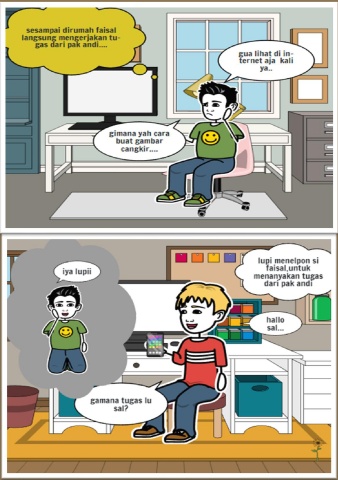 sesampai dirumah faisal
langsung mengerjakan tu-
gas dari pak andi....
gua lihat di in-
ternet aja kali
ya..
gimana yah cara
buat gambar
cangkir....
lupi menelpon si
faisal,untuk
menanyakan tugas
dari pak andi
iya lupii
hallo
sal...
gamana tugas lu
sal?